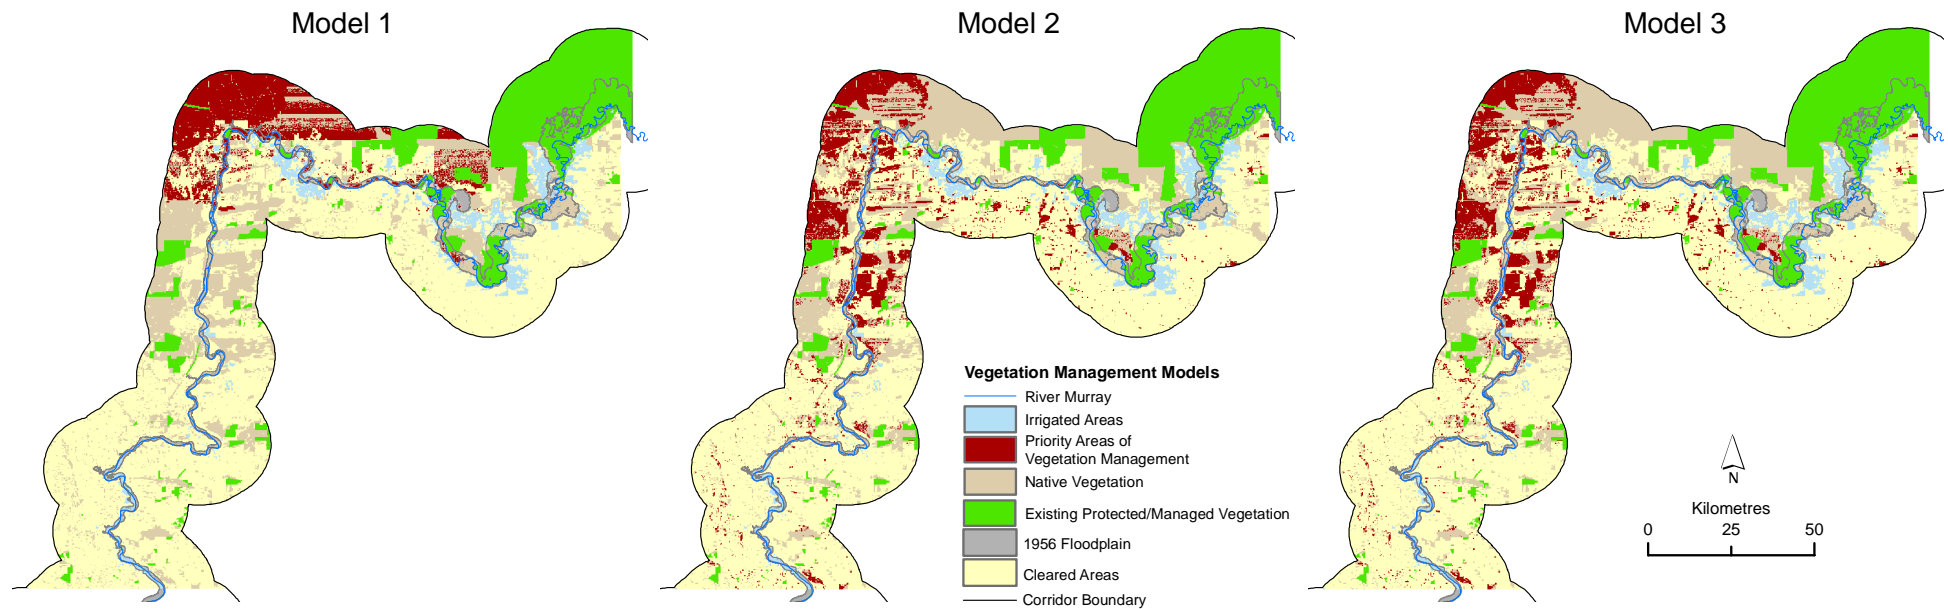 Model 1
Model 2
Model 3
Vegetation Management Models
River Murray
Irrigated Areas
Priority Areas of
Vegetation Management
Native Vegetation
Existing Protected/Managed Vegetation
1956 Floodplain
Cleared Areas
Corridor Boundary
N
Kilometres
0 25 50